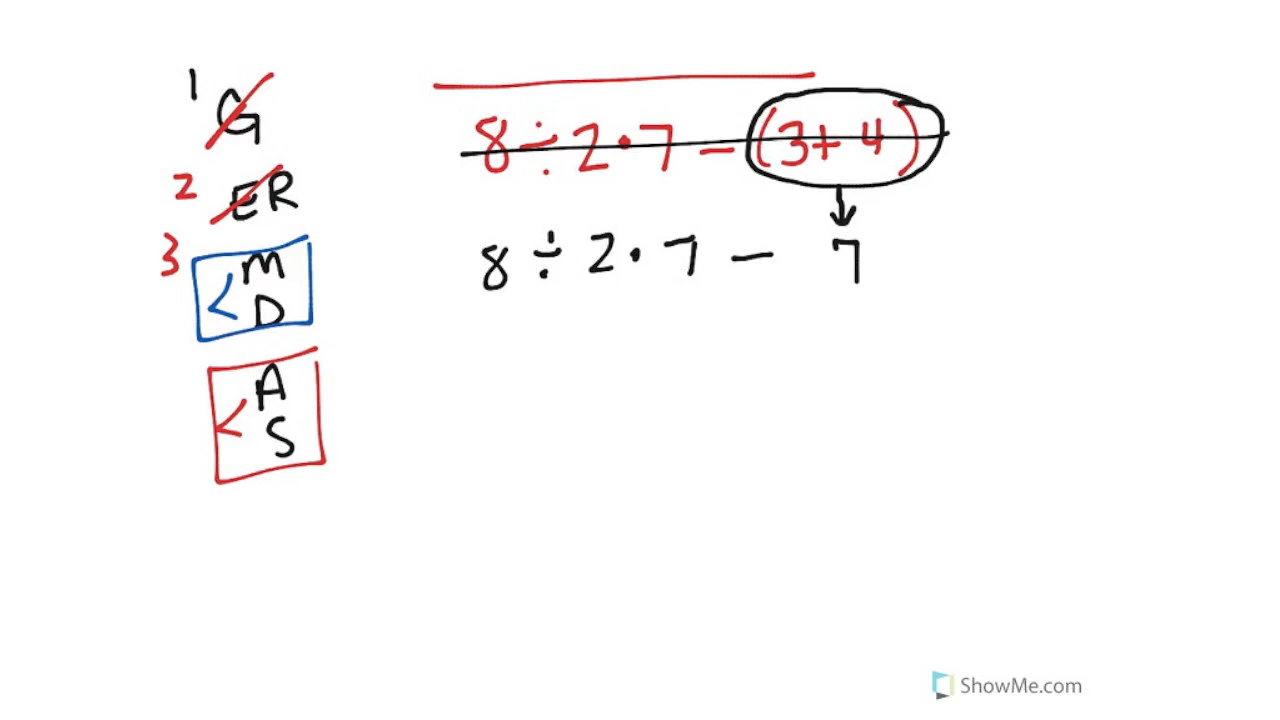 1 G
8 ÷ 2 • 7 - (3 + 4)
2 ER
3 M
8 ÷ 2 • 7 - 7
< D
A
< S
ShowMe.com